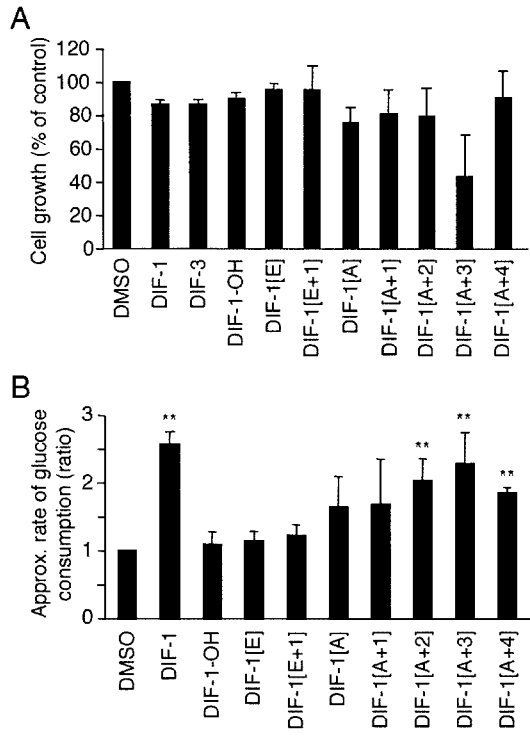 A
Cell growth (% of control)
120
100
80
60
40
20
0
DMSO
DIF-1
DIF-3
DIF-1-OH
DIF-1[E]
DIF-1[E+1]
DIF-1[A]
DIF-1[A+1]
DIF-1[A+2]
DIF-1[A+3]
DIF-1[A+4]
B
Approx. rate of glucose
consumption (ratio)
3
2
1
0
**
**
**
**
DMSO
DIF-1
DIF-1-OH
DIF-1[E]
DIF-1[E+1]
DIF-1[A]
DIF-1[A+1]
DIF-1[A+2]
DIF-1[A+3]
DIF-1[A+4]